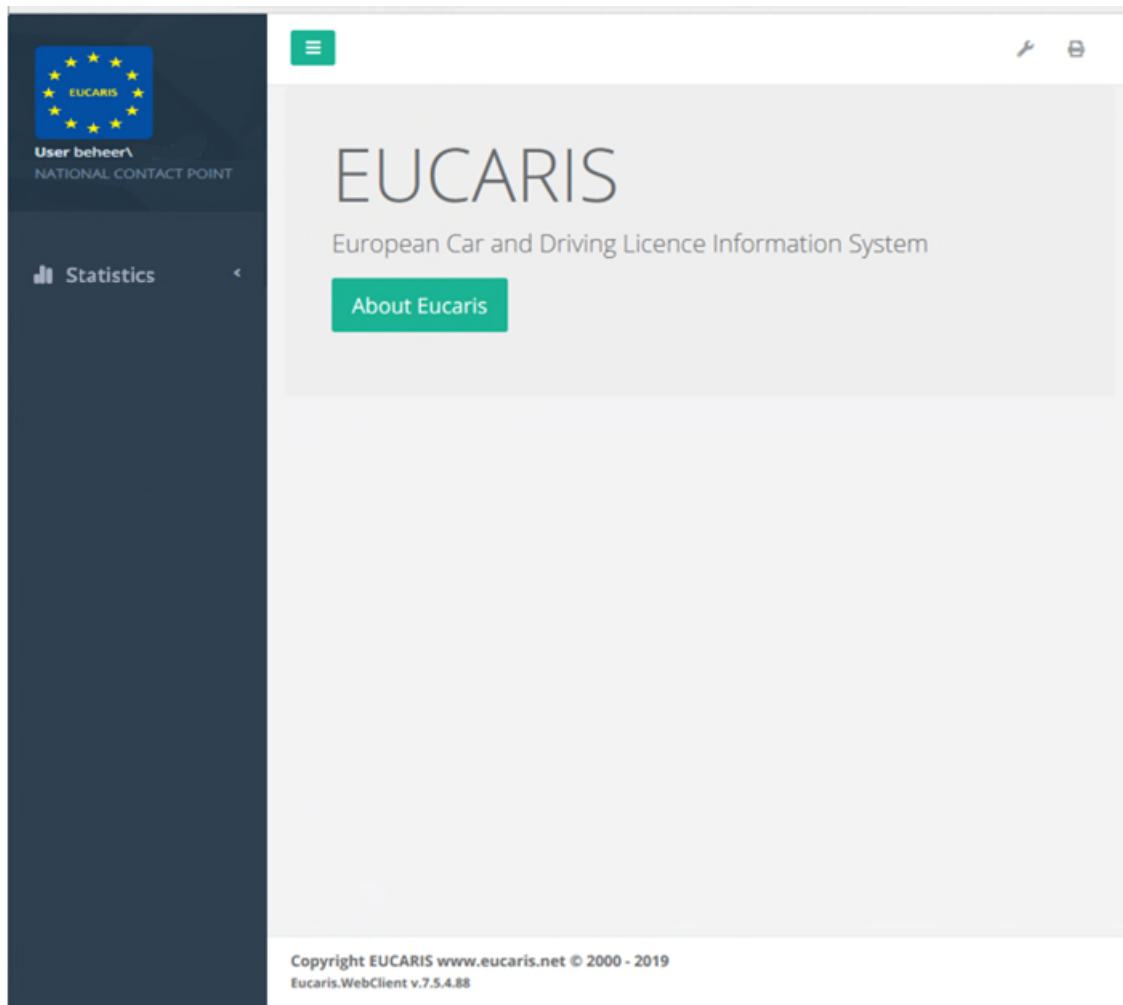 EUCARIS
User beheer\
NATIONAL CONTACT POINT
Statistics
EUCARIS
European Car and Driving Licence Information System
About Eucaris
Copyright EUCARIS www.eucaris.net © 2000 - 2019
Eucaris.WebClient v.7.5.4.88